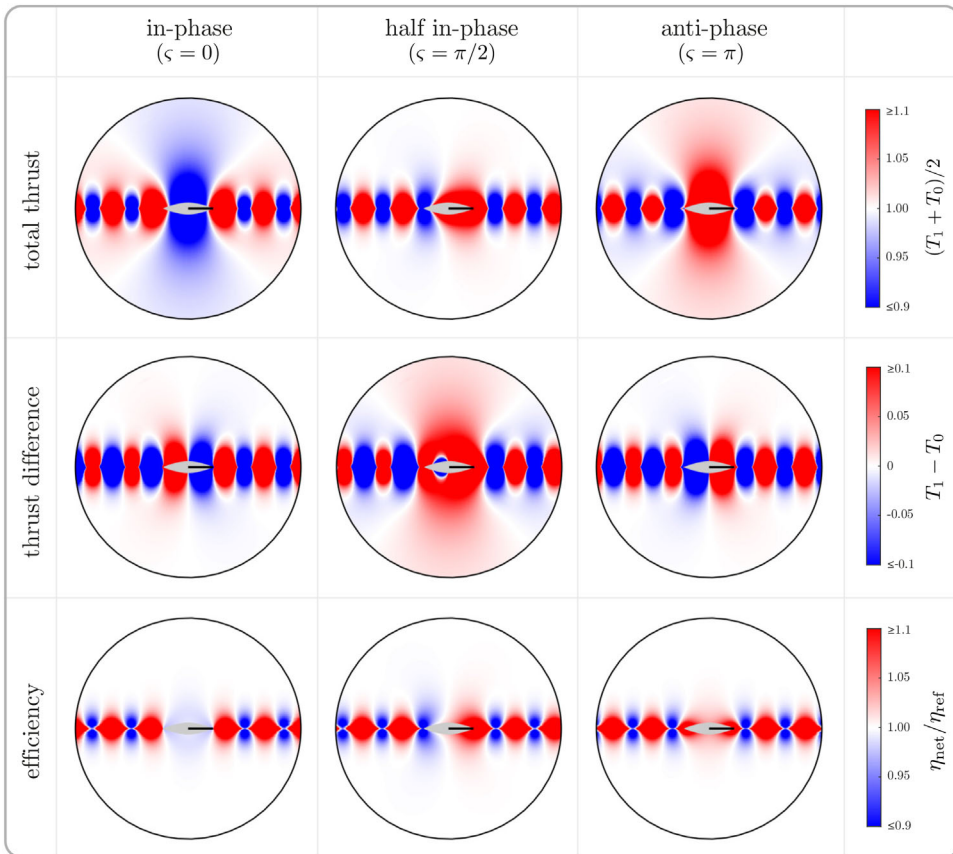 in-phase
(ς = 0)
half in-phase
(ς = π/2)
anti-phase
(ς = π)
total thrust
≥1.1
1.05
1.00
0.95
≤0.9
(T₁ + T₀)/2
thrust difference
≥0.1
0.05
0
-0.05
≤-0.1
T₁ − T₀
efficiency
≥1.1
1.05
1.00
0.95
≤0.9
η_net/η_ref